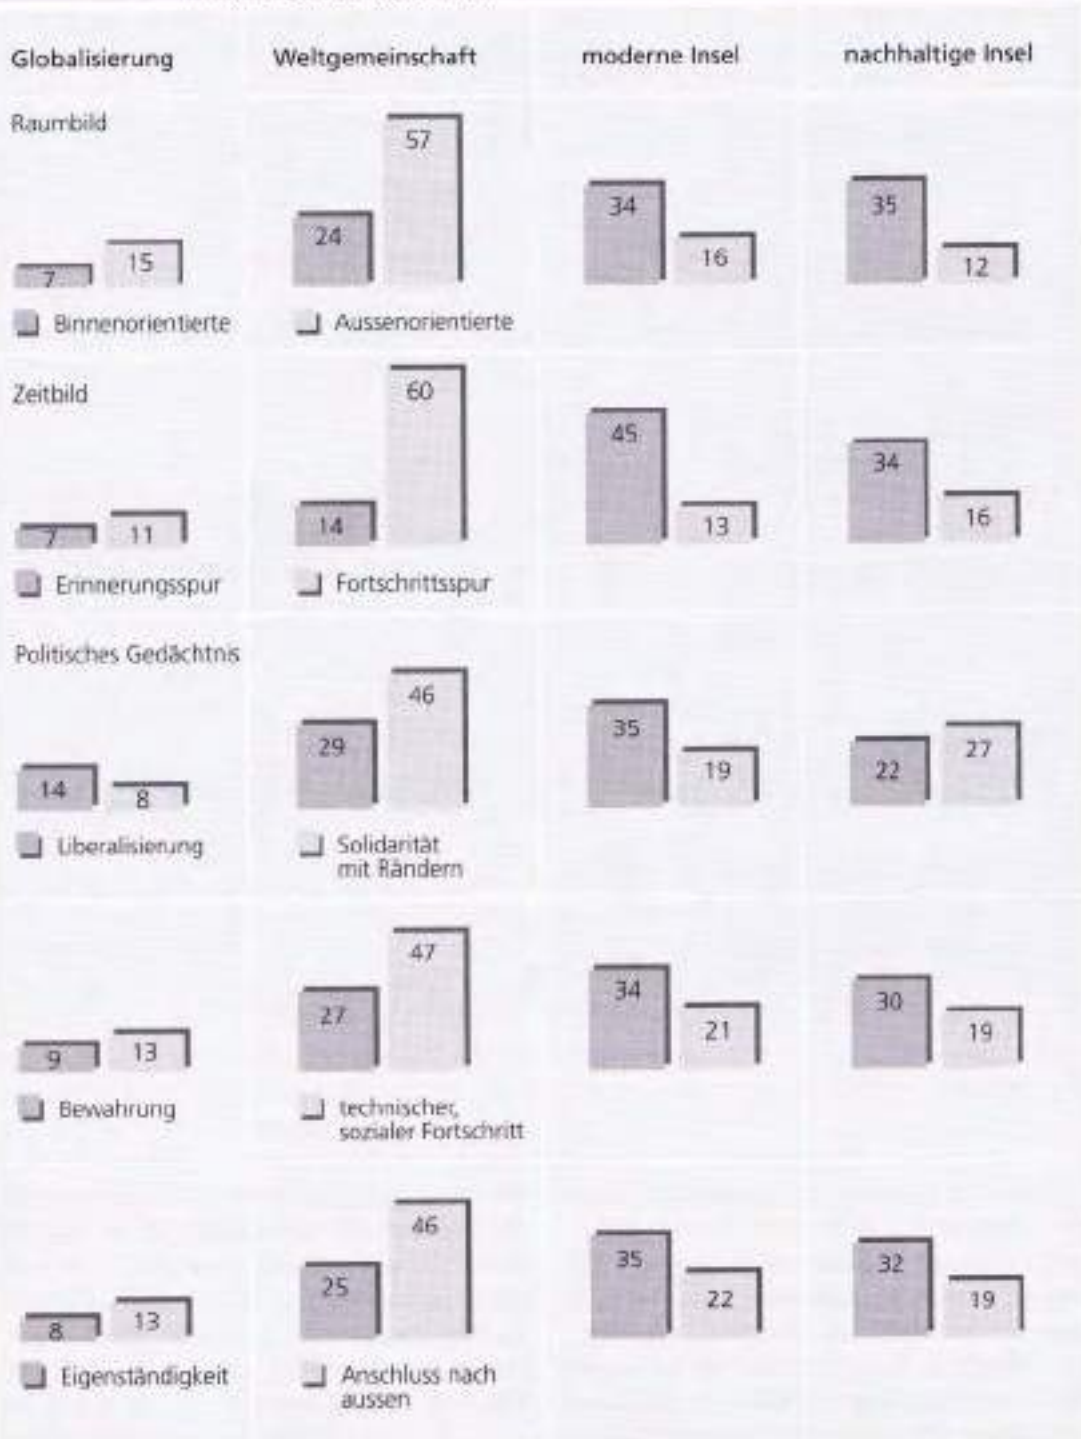 Globalisierung Weltgemeinschaft moderne Insel nachhaltige Insel
Raumbild
7 15 24 57 34 16 35 12
Binnenorientierte Aussenorientierte
Zeitbild
7 11 14 60 45 13 34 16
Erinnerungsspur Fortschrittsspur
Politisches Gedächtnis
14 8 29 46 35 19 22 27
Liberalisierung Solidarität
mit Rändern
9 13 27 47 34 21 30 19
Bewahrung technischer,
sozialer Fortschritt
8 13 25 46 35 22 32 19
Eigenständigkeit Anschluss nach
aussen